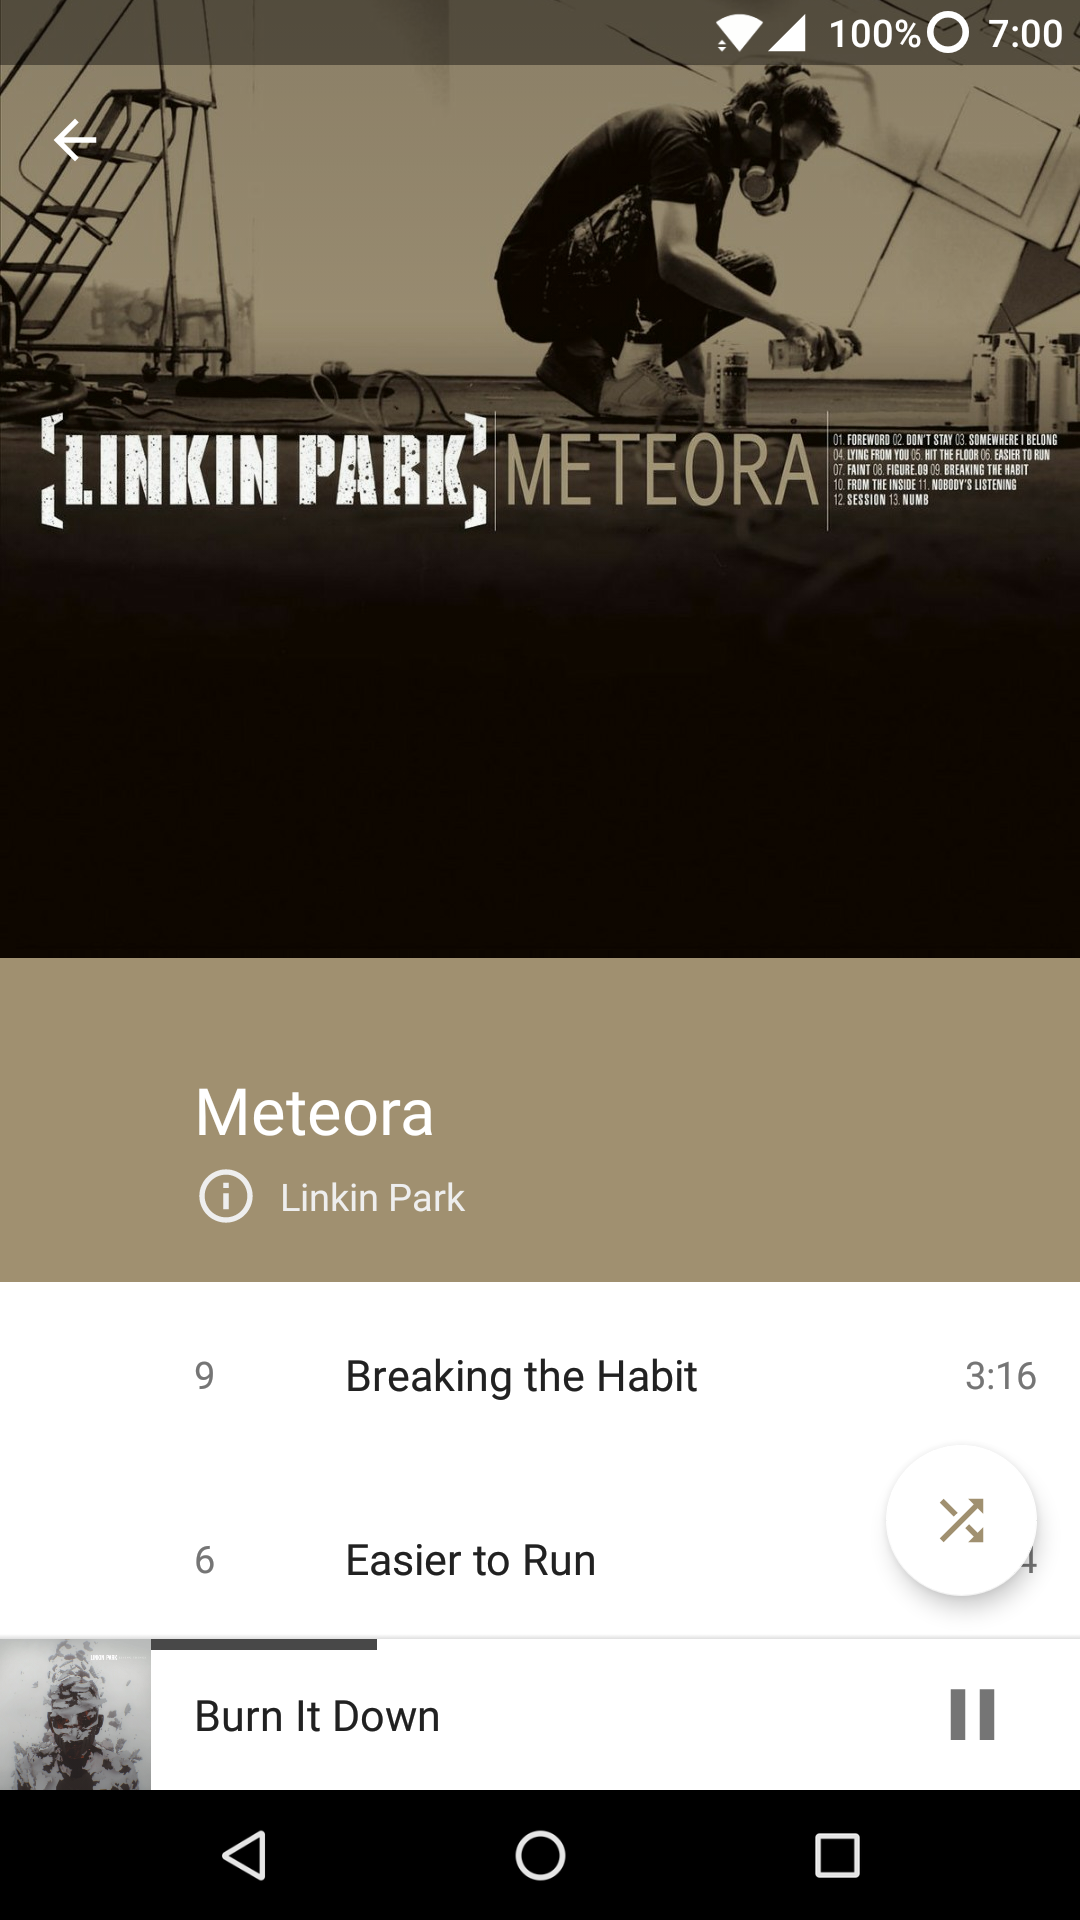 100% 7:00
[LINKIN PARK] METEORA
01. FOREWORD 02. DON'T STAY 03. SOMEWHERE I BELONG
04. LYING FROM YOU 05. HIT THE FLOOR 06. EASIER TO RUN
07. FAINT 08. FIGURE.09 09. BREAKING THE HABIT
10. FROM THE INSIDE 11. NOBODY'S LISTENING
12. SESSION 13. NUMB
Meteora
Linkin Park
9 Breaking the Habit 3:16
6 Easier to Run 4
LINKIN PARK
Burn It Down